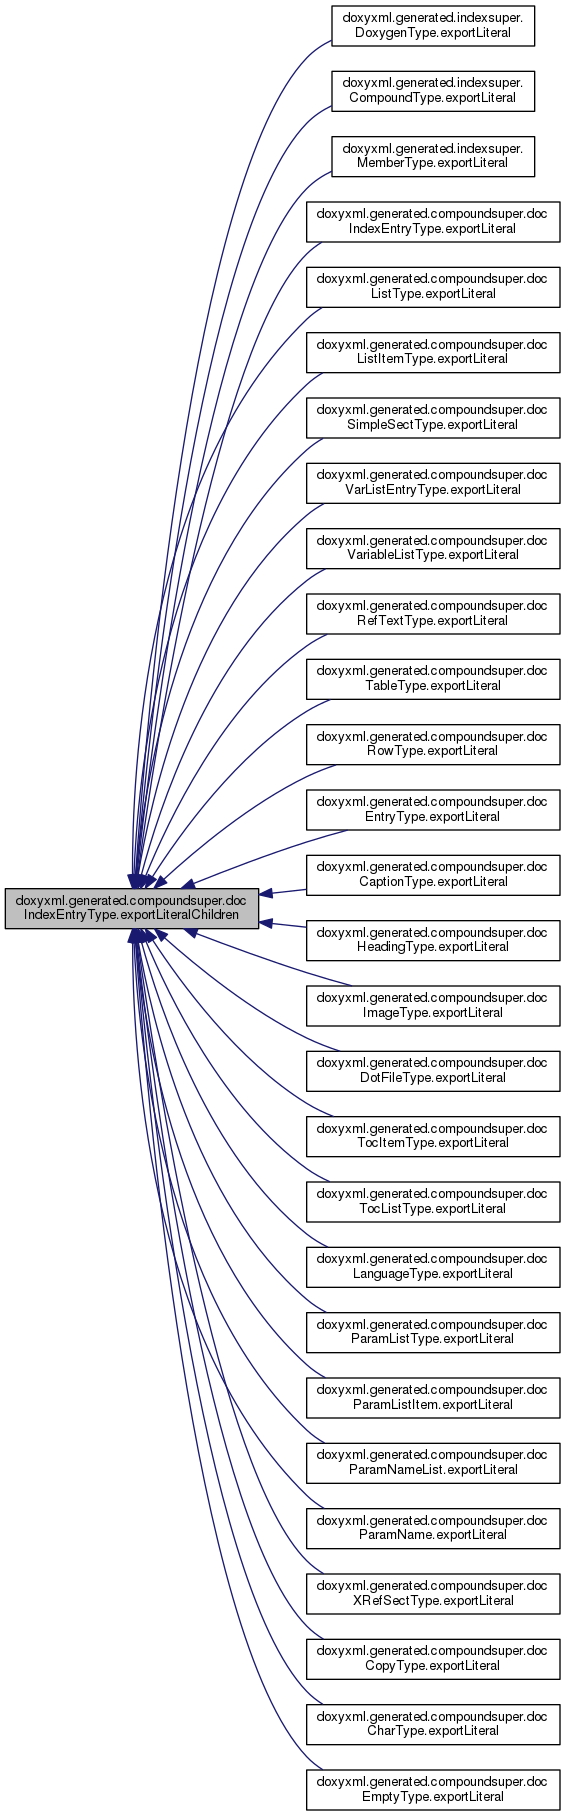 doxyxml.generated.indexsuper.
DoxygenType.exportLiteral
doxyxml.generated.indexsuper.
CompoundType.exportLiteral
doxyxml.generated.indexsuper.
MemberType.exportLiteral
doxyxml.generated.compoundsuper.doc
IndexEntryType.exportLiteral
doxyxml.generated.compoundsuper.doc
ListType.exportLiteral
doxyxml.generated.compoundsuper.doc
ListItemType.exportLiteral
doxyxml.generated.compoundsuper.doc
SimpleSectType.exportLiteral
doxyxml.generated.compoundsuper.doc
VarListEntryType.exportLiteral
doxyxml.generated.compoundsuper.doc
VariableListType.exportLiteral
doxyxml.generated.compoundsuper.doc
RefTextType.exportLiteral
doxyxml.generated.compoundsuper.doc
TableType.exportLiteral
doxyxml.generated.compoundsuper.doc
RowType.exportLiteral
doxyxml.generated.compoundsuper.doc
EntryType.exportLiteral
doxyxml.generated.compoundsuper.doc
CaptionType.exportLiteral
doxyxml.generated.compoundsuper.doc
IndexEntryType.exportLiteralChildren
doxyxml.generated.compoundsuper.doc
HeadingType.exportLiteral
doxyxml.generated.compoundsuper.doc
ImageType.exportLiteral
doxyxml.generated.compoundsuper.doc
DotFileType.exportLiteral
doxyxml.generated.compoundsuper.doc
TocItemType.exportLiteral
doxyxml.generated.compoundsuper.doc
TocListType.exportLiteral
doxyxml.generated.compoundsuper.doc
LanguageType.exportLiteral
doxyxml.generated.compoundsuper.doc
ParamListType.exportLiteral
doxyxml.generated.compoundsuper.doc
ParamListItem.exportLiteral
doxyxml.generated.compoundsuper.doc
ParamNameList.exportLiteral
doxyxml.generated.compoundsuper.doc
ParamName.exportLiteral
doxyxml.generated.compoundsuper.doc
XRefSectType.exportLiteral
doxyxml.generated.compoundsuper.doc
CopyType.exportLiteral
doxyxml.generated.compoundsuper.doc
CharType.exportLiteral
doxyxml.generated.compoundsuper.doc
EmptyType.exportLiteral